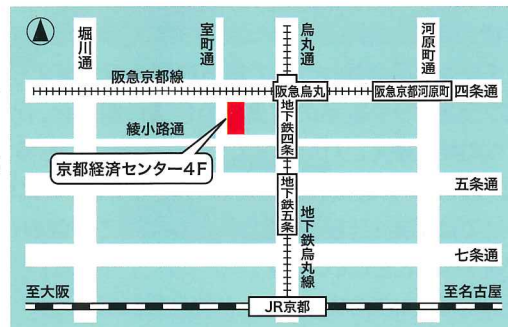 堀川通
室町通
烏丸通
河原町通
阪急京都線
阪急烏丸
阪急京都河原町
四条通
地下鉄四条
綾小路通
京都経済センター4F
五条通
地下鉄五条
地下鉄烏丸線
七条通
至大阪
至名古屋
JR京都